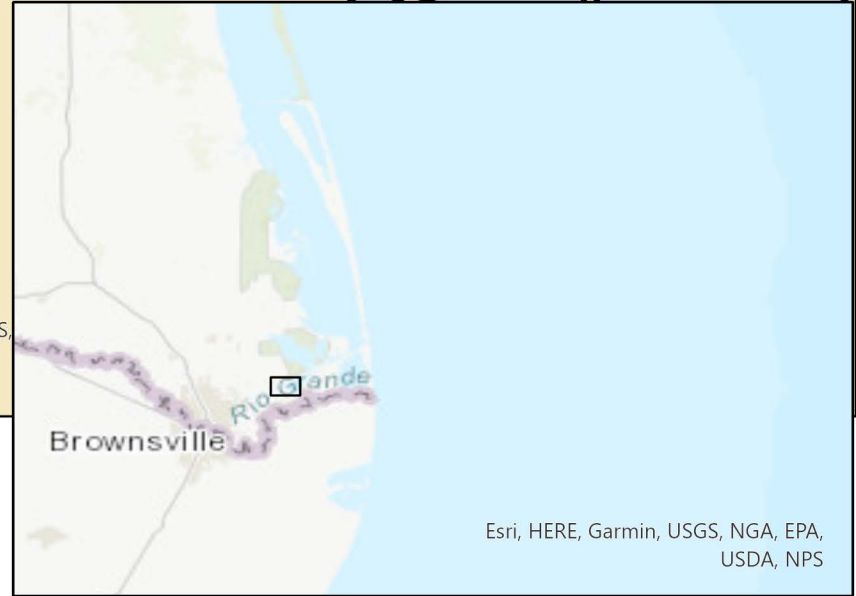 S,
Rio Grande
Brownsville
Esri, HERE, Garmin, USGS, NGA, EPA,
USDA, NPS